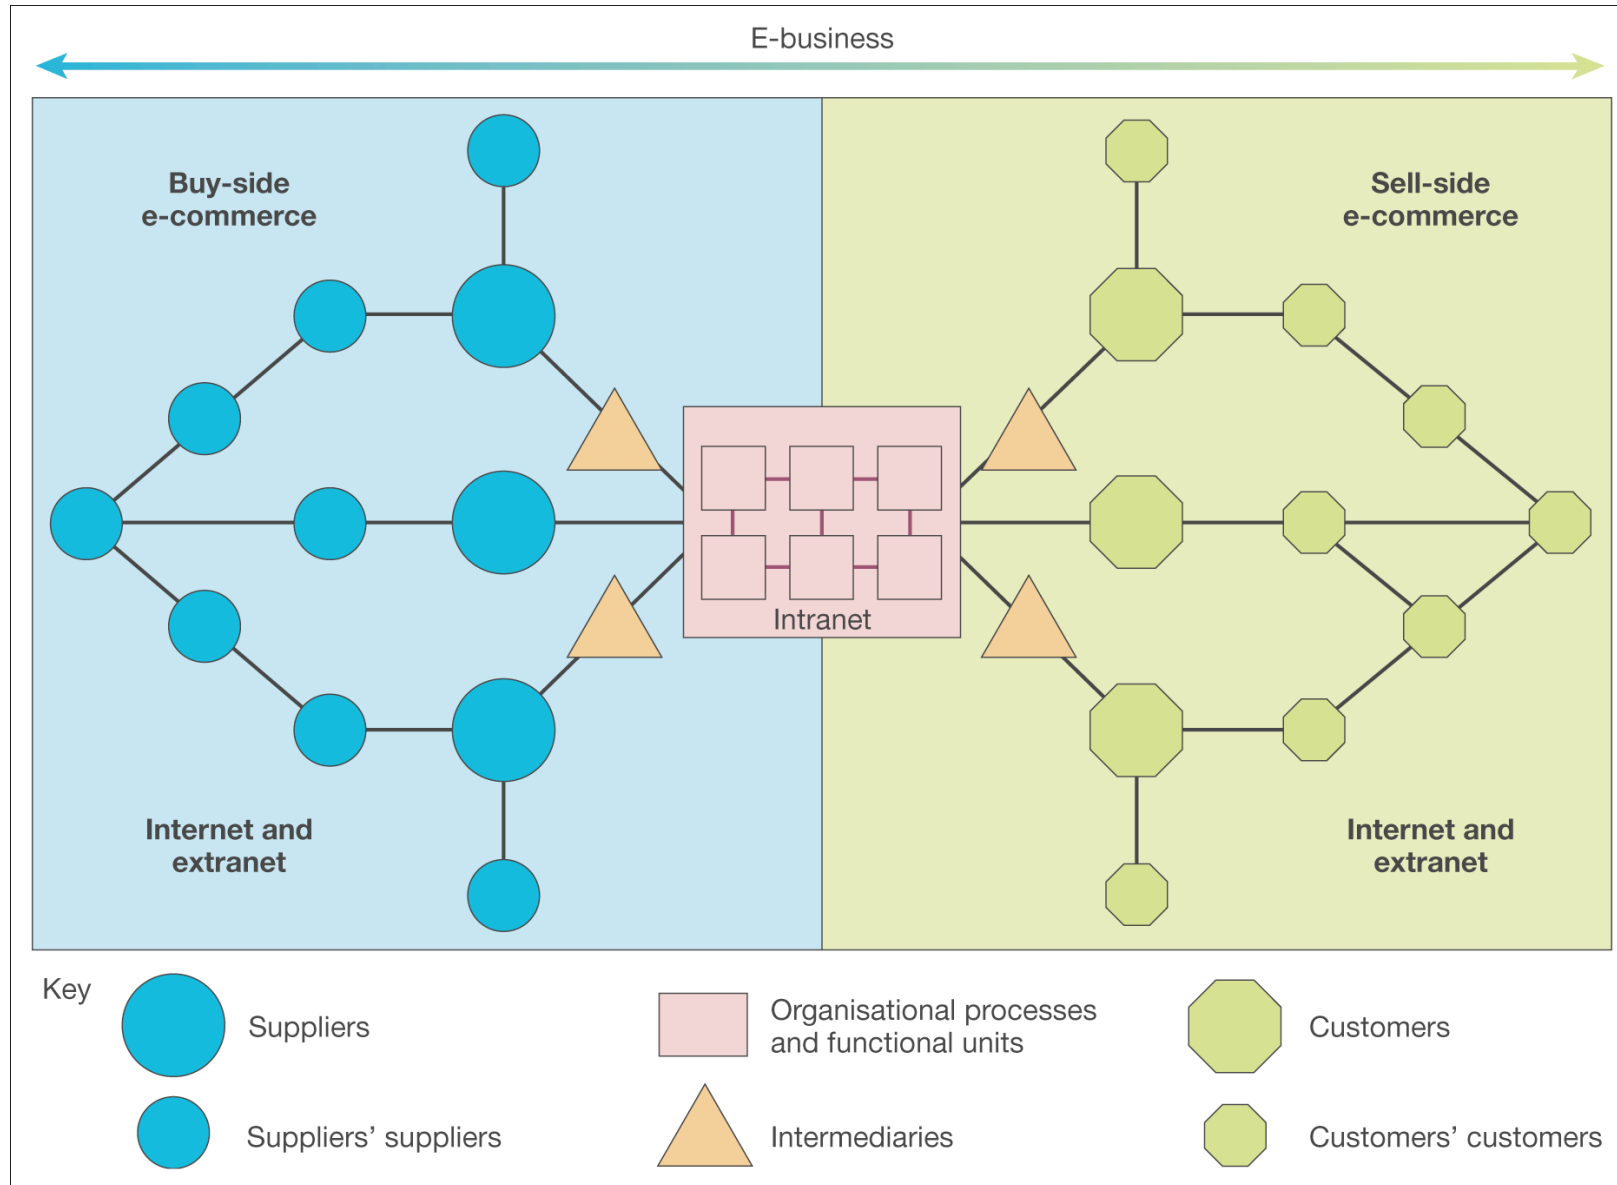 E-business
Buy-side
e-commerce
Sell-side
e-commerce
Intranet
Internet and
extranet
Internet and
extranet
Key
Suppliers
Organisational processes
and functional units
Customers
Suppliers’ suppliers
Intermediaries
Customers’ customers